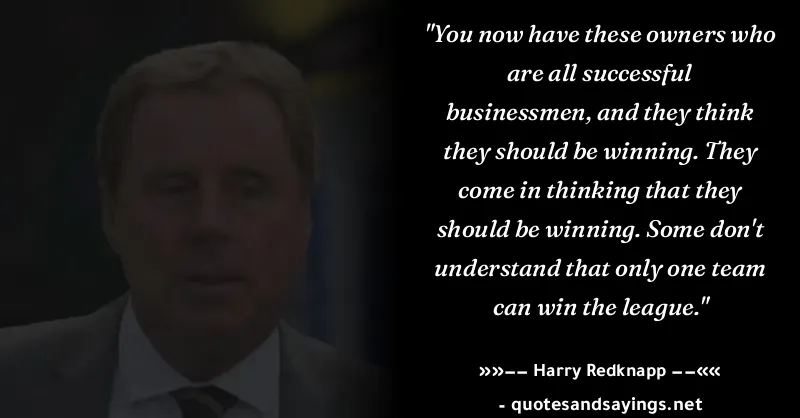 "You now have these owners who
are all successful
businessmen, and they think
they should be winning. They
come in thinking that they
should be winning. Some don't
understand that only one team
can win the league."
»»–– Harry Redknapp ––««
- quotesandsayings.net